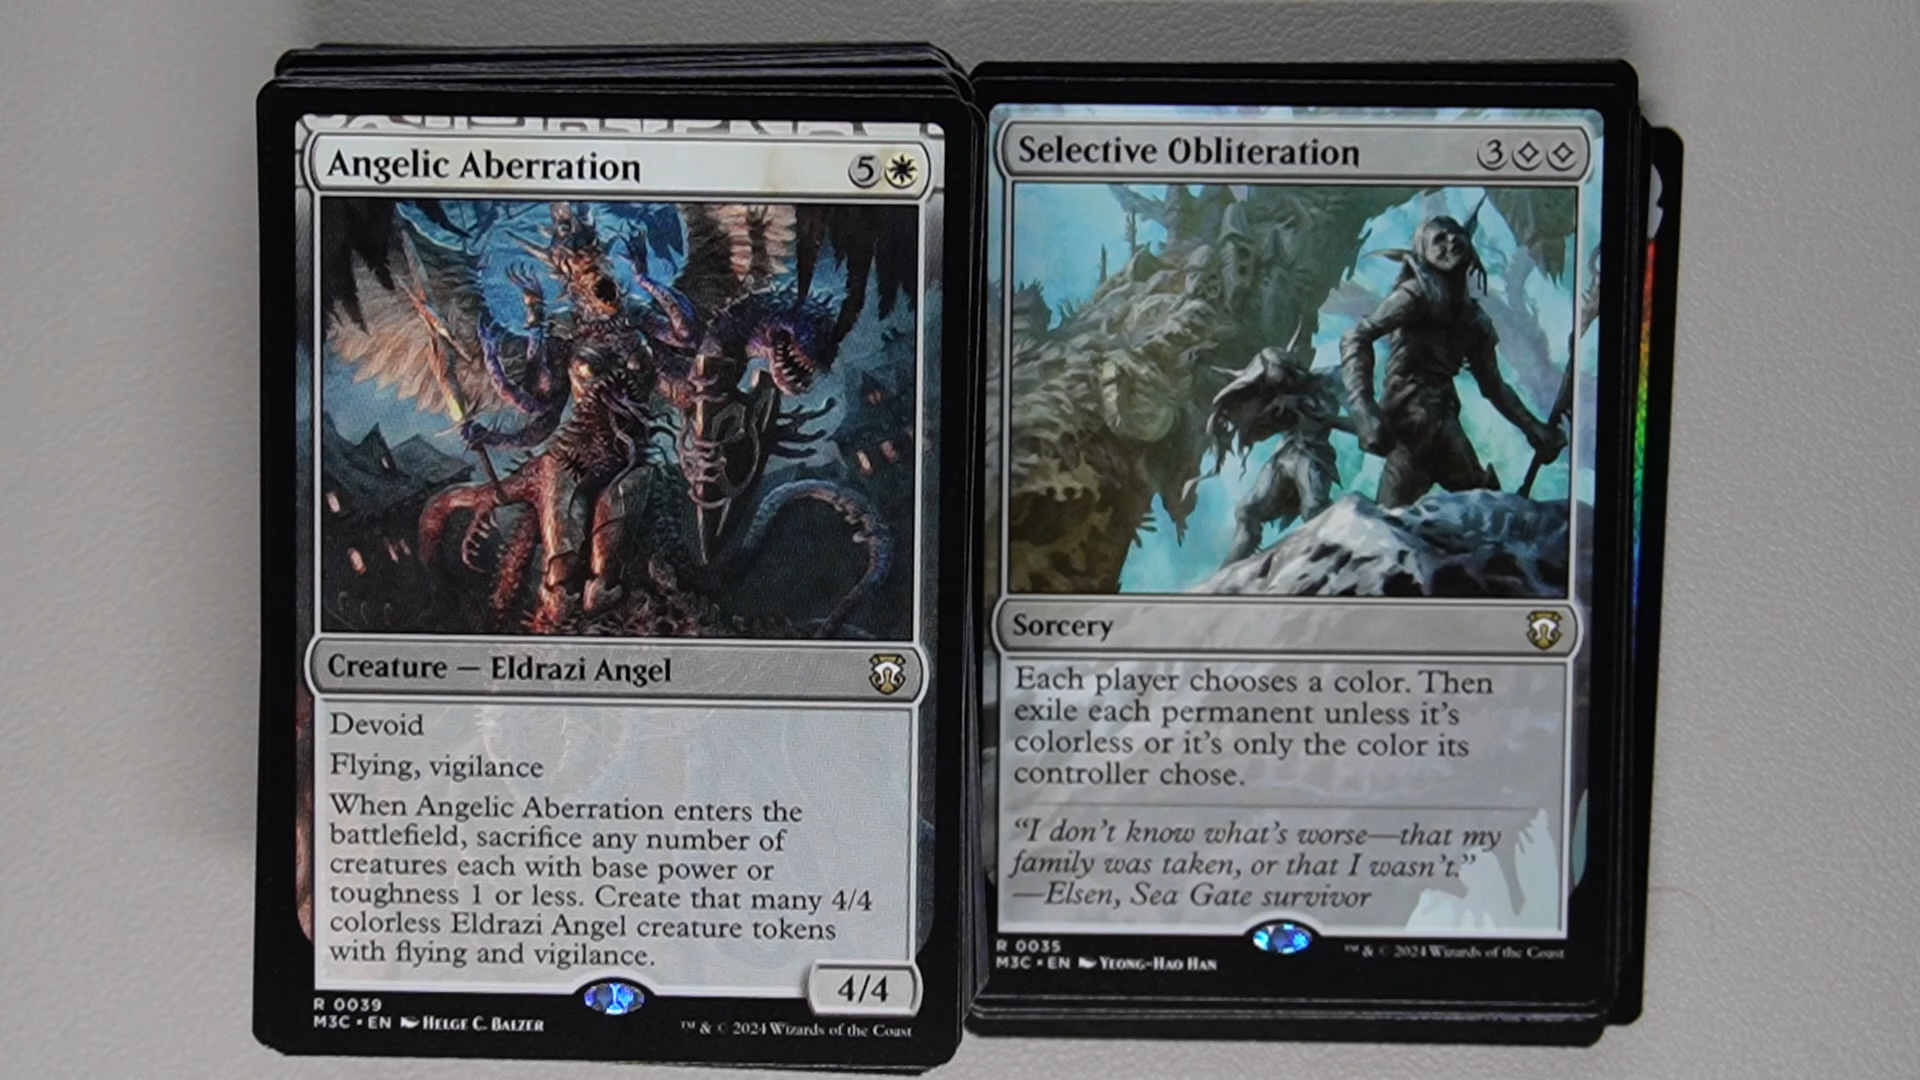 Angelic Aberration 5
Creature — Eldrazi Angel
Devoid
Flying, vigilance
When Angelic Aberration enters the
battlefield, sacrifice any number of
creatures each with base power or
toughness 1 or less. Create that many 4/4
colorless Eldrazi Angel creature tokens
with flying and vigilance.
4/4
R 0039
M3C • EN Helge C. Balzer
™ & © 2024 Wizards of the Coast
Selective Obliteration 3
Sorcery
Each player chooses a color. Then
exile each permanent unless it's
colorless or it's only the color its
controller chose.
“I don't know what's worse—that my
family was taken, or that I wasn't.”
—Elsen, Sea Gate survivor
R 0035
M3C • EN Yeong-Hao Han
™ & © 2024 Wizards of the Coast